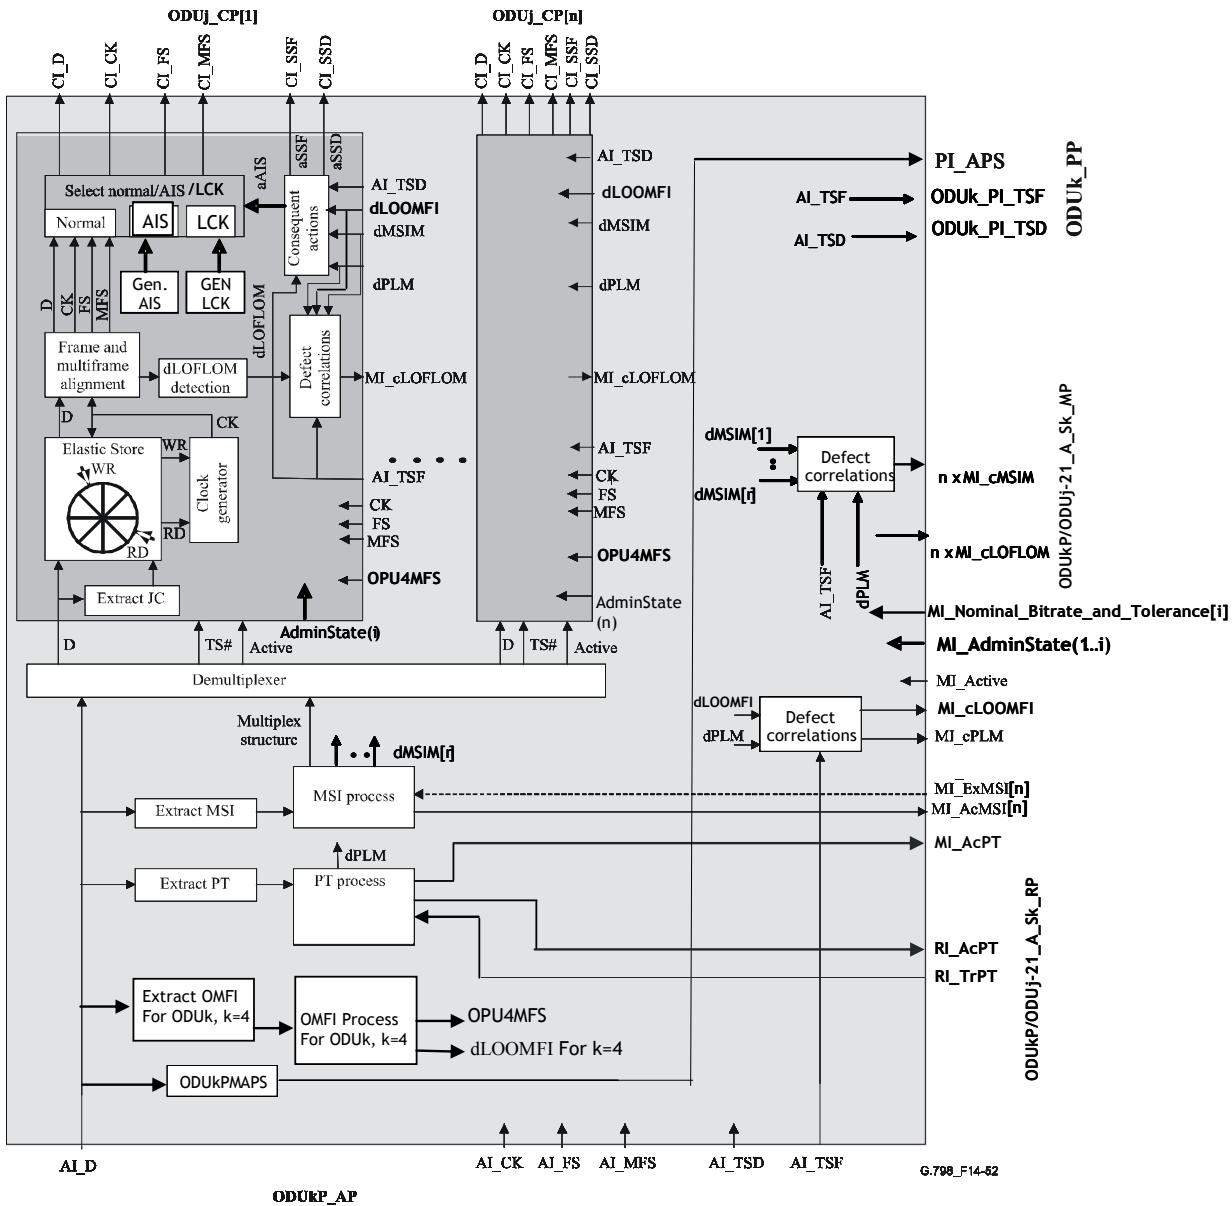 ODUj_CP[1]
ODUj_CP[n]
CI_D
CI_CK
CI_FS
CI_MFS
CI_SSF
CI_SSD
CI_D
CI_CK
CI_FS
CI_MFS
CI_SSF
CI_SSD
aAIS
aSSF
aSSD
Select normal/AIS/LCK
Normal
AIS
LCK
Gen.
AIS
GEN
LCK
Consequent
actions
AI_TSD
dLOOMFI
dMSIM
dPLM
D
CK
FS
MFS
dLOFLOM
Frame and
multiframe
alignment
dLOFLOM
detection
Defect
correlations
MI_cLOFLOM
D
CK
Elastic Store
WR
WR
RD
RD
Clock
generator
AI_TSF
CK
FS
MFS
OPU4MFS
Extract JC
AdminState(i)
D
TS#
Active
AI_TSD
dLOOMFI
dMSIM
dPLM
MI_cLOFLOM
AI_TSF
CK
FS
MFS
OPU4MFS
AdminState
(n)
D
TS#
Active
Demultiplexer
Multiplex
structure
dMSIM[i]
Extract MSI
MSI process
dPLM
Extract PT
PT process
Extract OMFI
For ODUk, k=4
OMFI Process
For ODUk, k=4
OPU4MFS
dLOOMFI For k=4
ODUkPMAPS
PI_APS
AI_TSF
ODUk_PI_TSF
AI_TSD
ODUk_PI_TSD
ODUk_PP
dMSIM[1]
dMSIM[i]
Defect
correlations
n xMI_cMSIM
AI_TSF
dPLM
n xMI_cLOFLOM
MI_Nominal_Bitrate_and_Tolerance[i]
MI_AdminState(1..i)
MI_Active
ODUkP/ODUj-21_A_Sk_MP
dLOOMFI
dPLM
Defect
correlations
MI_cLOOMFI
MI_cPLM
MI_ExMSI[n]
MI_AcMSI[n]
MI_AcPT
RI_AcPT
RI_TrPT
ODUkP/ODUj-21_A_Sk_RP
AI_D
AI_CK
AI_FS
AI_MFS
AI_TSD
AI_TSF
G.798_F14-52
ODUkP_AP